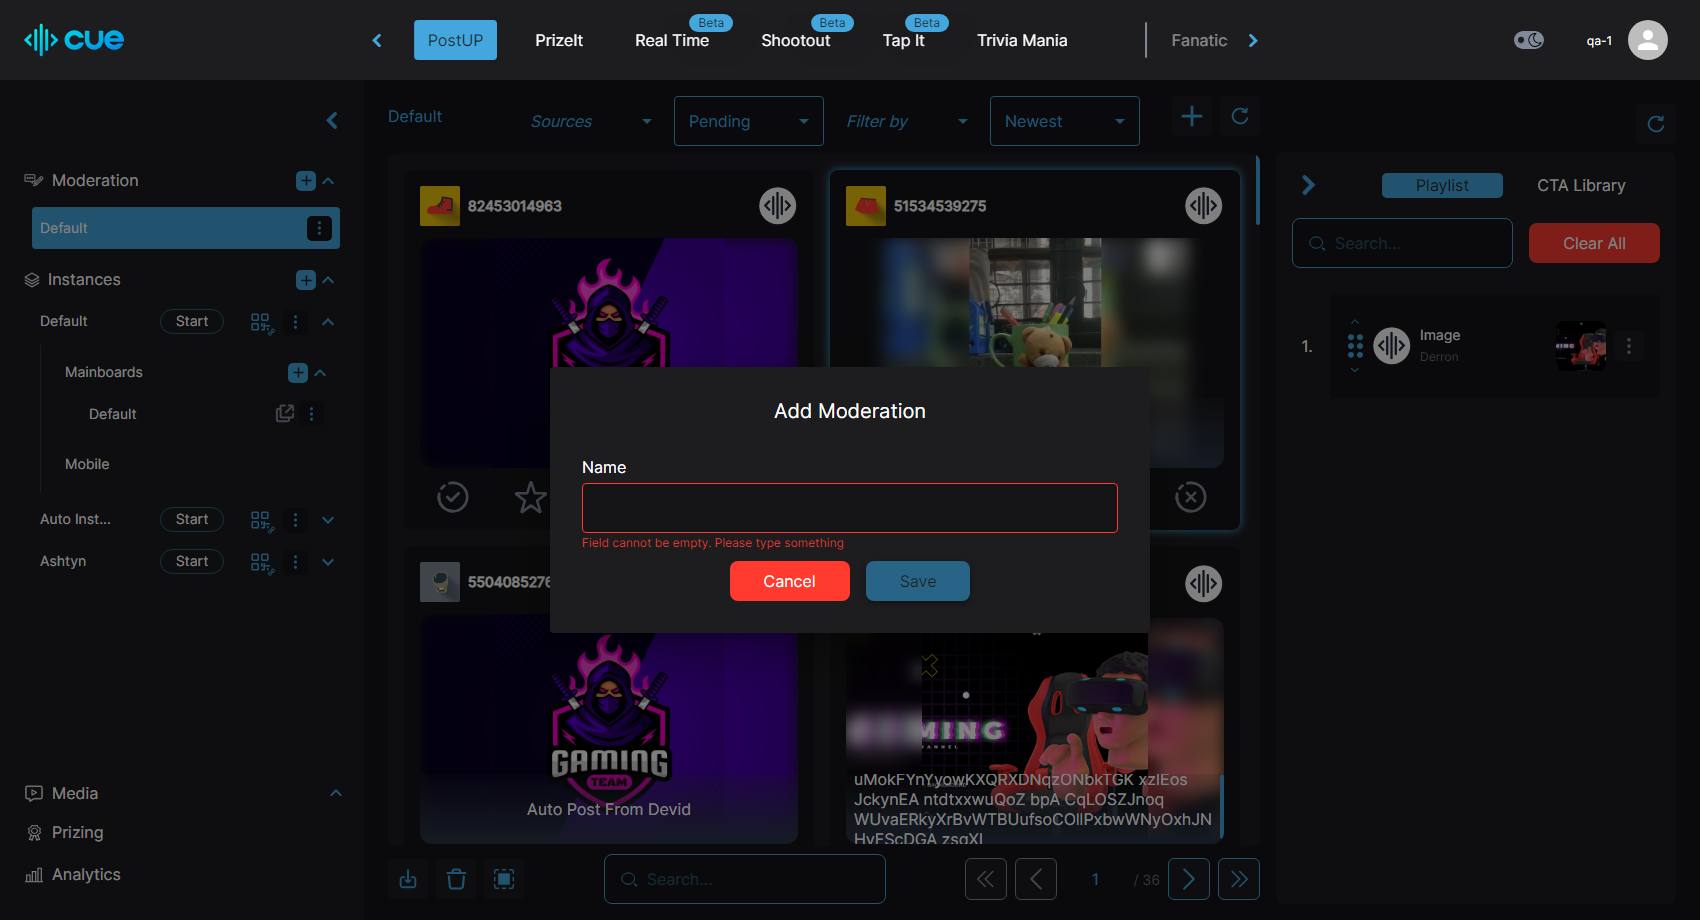 cue
PostUP
PrizeIt
Real Time
Beta
Shootout
Beta
Tap It
Beta
Trivia Mania
Fanatic
qa-1
Moderation
Default
Instances
Default
Start
Mainboards
Default
Mobile
Auto Inst...
Start
Ashtyn
Start
Media
Prizing
Analytics
Default
Sources
Pending
Filter by
Newest
82453014963
51534539275
Add Moderation
Name
Field cannot be empty. Please type something
Cancel
Save
5504085276
GAMING
TEAM
Auto Post From Devid
MING
uMokFYnYyowKXQRXDNqzONbkTGK xzIEos
JckynEA ntdtxxwuQoZ bpA CqLOSZJnoq
WUvaERkyXrBvWTBUufsoCOllPxbwWNyOxhJN
HyFScDGA zsgXl
Search...
1
/ 36
Playlist
CTA Library
Search...
Clear All
1.
Image
Derron